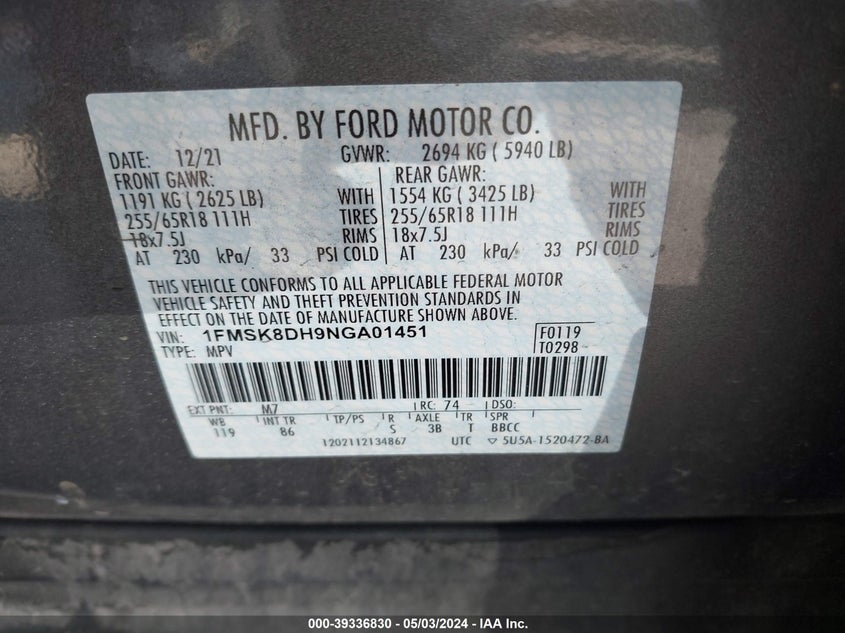 MFD. BY FORD MOTOR CO.
DATE: 12/21 GVWR: 2694 KG ( 5940 LB)
FRONT GAWR: REAR GAWR:
1191 KG ( 2625 LB) WITH 1554 KG ( 3425 LB) WITH
255/65R18 111H TIRES 255/65R18 111H TIRES
18x7.5J RIMS 18x7.5J RIMS
AT 230 kPa/ 33 PSI COLD AT 230 kPa/ 33 PSI COLD
THIS VEHICLE CONFORMS TO ALL APPLICABLE FEDERAL MOTOR
VEHICLE SAFETY AND THEFT PREVENTION STANDARDS IN
EFFECT ON THE DATE OF MANUFACTURE SHOWN ABOVE.
VIN: 1FMSK8DH9NGA01451 F0119
TYPE: MPV T0298
EXT PNT: M7 RC: 74 DSO:
WB INT TR TP/PS R AXLE TR SPR
119 86 S 3B T BBCC
1202112134867 UTC ▽ 5U5A-1520472-BA
000-39336830 - 05/03/2024 - IAA Inc.